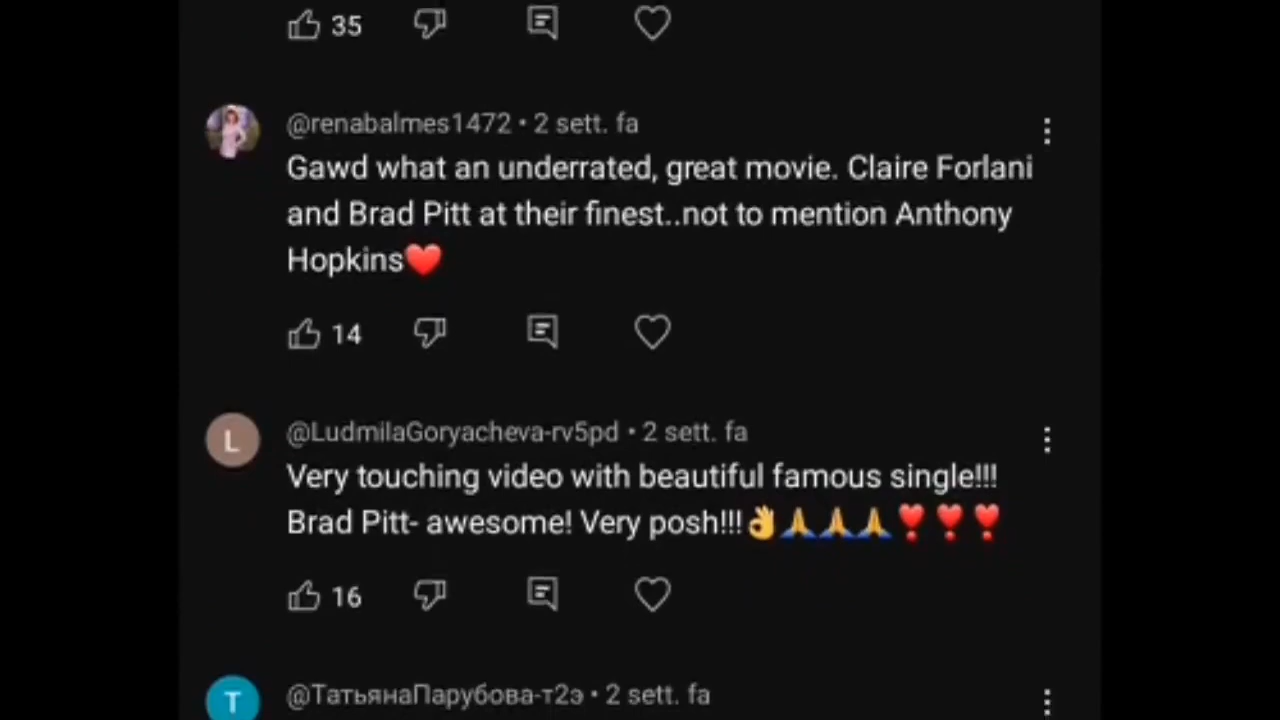 35
@renabalmes1472 • 2 sett. fa
Gawd what an underrated, great movie. Claire Forlani
and Brad Pitt at their finest..not to mention Anthony
Hopkins❤️
14
L
@LudmilaGoryacheva-rv5pd • 2 sett. fa
Very touching video with beautiful famous single!!!
Brad Pitt- awesome! Very posh!!!👌🙏🙏🙏❣️❣️❣️
16
T
@ТатьянаПарубова-т2э • 2 sett. fa